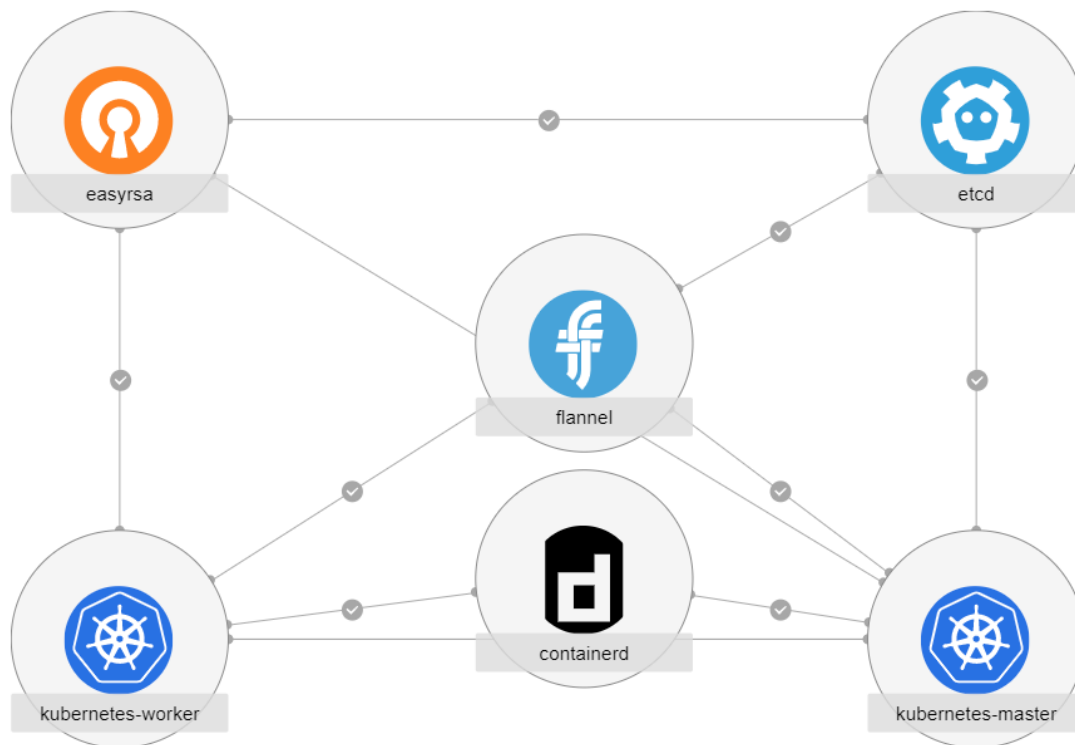 easyrsa
etcd
flannel
containerd
kubernetes-worker
kubernetes-master